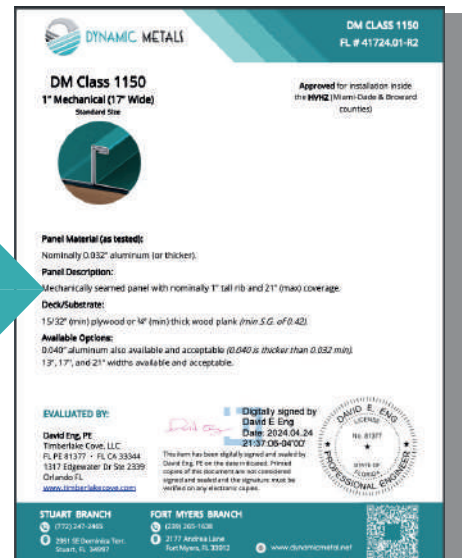 DYNAMIC METALS
DM CLASS 1150
FL # 41724.01-R2
DM Class 1150
1" Mechanical (17" Wide)
Standard Size
Approved for installation inside
the HVHZ (Miami-Dade & Broward
counties)
Panel Material (as tested):
Nominally 0.032" aluminum (or thicker).
Panel Description:
Mechanically seamed panel with nominally 1" tall rib and 21" (max) coverage.
Deck/Substrate:
15/32" (min) plywood or ¾" (min) thick wood plank (min S.G. of 0.42).
Available Options:
0.040" aluminum also available and acceptable (0.040 is thicker than 0.032 min).
13", 17", and 21" widths available and acceptable.
EVALUATED BY:
David Eng, PE
Timberlake Cove, LLC
FL PE 81377 • FL CA 33344
1317 Edgewater Dr Ste 2339
Orlando FL
www.timberlakecove.com
Digitally signed by
David E Eng
Date: 2024.04.24
21:37:06-04'00'
This item has been digitally signed and sealed by
David Eng, PE on the date indicated. Printed
copies of this document are not considered
signed and sealed and the signature must be
verified on any electronic copies.
DAVID E. ENG
LICENSE
No. 81377
STATE OF
FLORIDA
PROFESSIONAL ENGINEER
STUART BRANCH
(772) 247-2465
2951 SE Dominica Terr.
Stuart, FL 34997
FORT MYERS BRANCH
(239) 265-1638
2177 Andrea Lane
Fort Myers, FL 33912
www.dynamicmetal.net